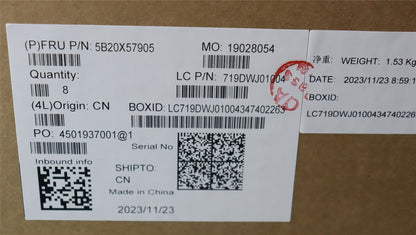 (P)FRU P/N: 5B20X57905
MO: 19028054
Quantity:
8
LC P/N: 719DWJ01004
(4L)Origin: CN
BOXID: LC719DWJ01004347402263
PO: 4501937001@1
Serial No
Inbound info
SHIPTO:
CN
Made in China
2023/11/23
净重: WEIGHT: 1.53 Kg
DATE: 2023/11/23 8:59:1
BOXID:
LC719DWJ01004347402263